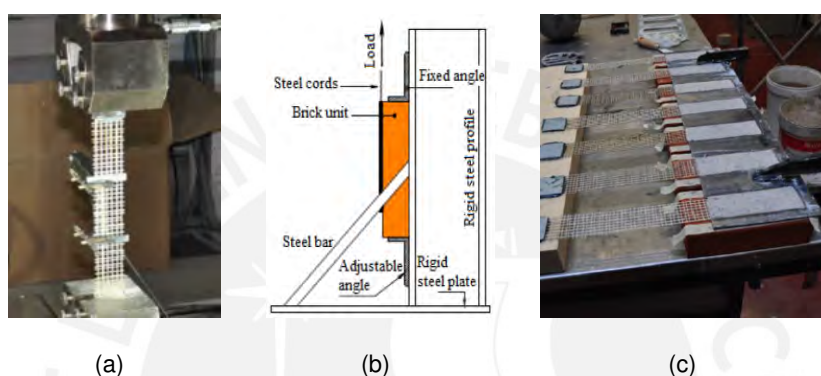 Load
Steel cords
Fixed angle
Brick unit
Rigid steel profile
Steel bar
Adjustable
angle
Rigid
steel plate
(a)
(b)
(c)